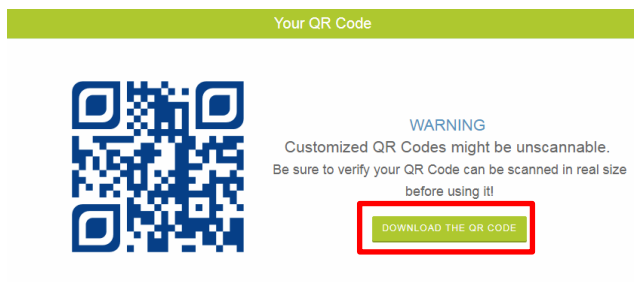 Your QR Code
WARNING
Customized QR Codes might be unscannable.
Be sure to verify your QR Code can be scanned in real size
before using it!
DOWNLOAD THE QR CODE